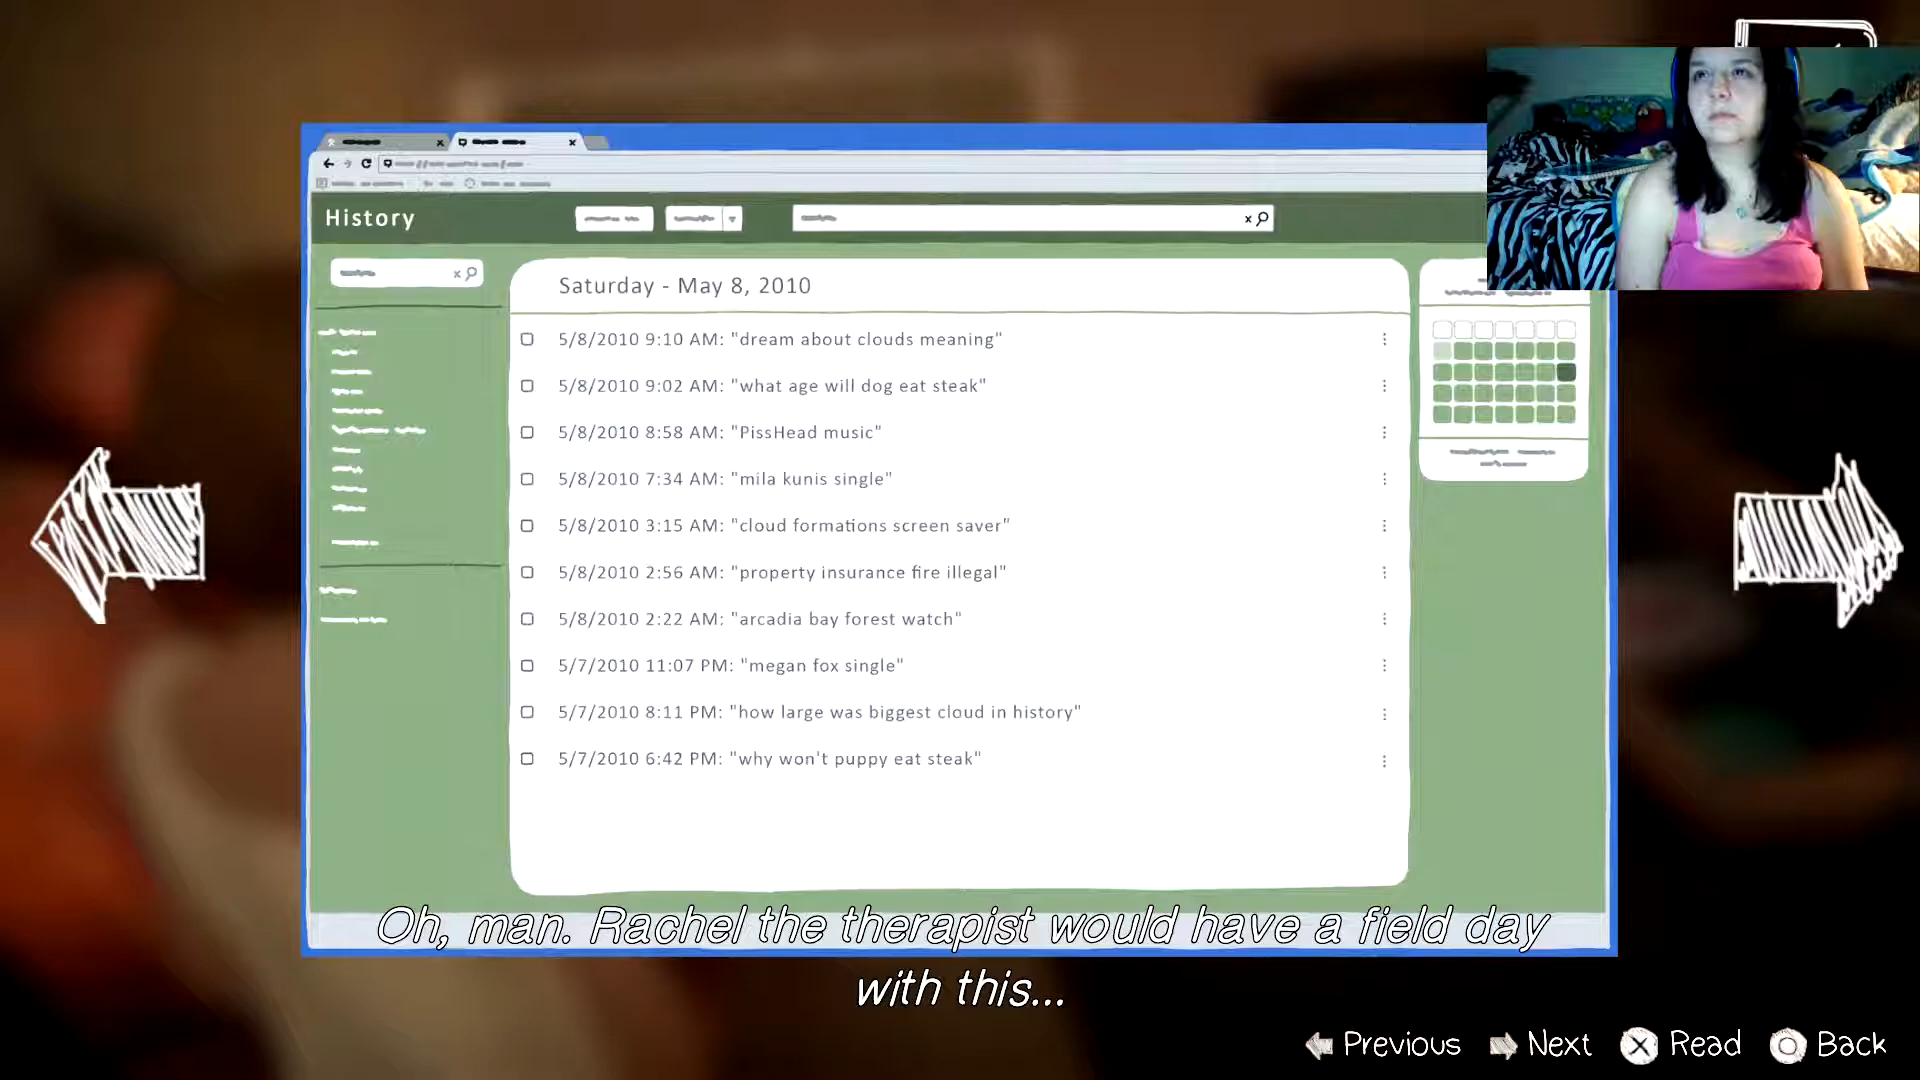 History
Saturday - May 8, 2010
5/8/2010 9:10 AM: "dream about clouds meaning"
5/8/2010 9:02 AM: "what age will dog eat steak"
5/8/2010 8:58 AM: "PissHead music"
5/8/2010 7:34 AM: "mila kunis single"
5/8/2010 3:15 AM: "cloud formations screen saver"
5/8/2010 2:56 AM: "property insurance fire illegal"
5/8/2010 2:22 AM: "arcadia bay forest watch"
5/7/2010 11:07 PM: "megan fox single"
5/7/2010 8:11 PM: "how large was biggest cloud in history"
5/7/2010 6:42 PM: "why won't puppy eat steak"
Oh, man. Rachel the therapist would have a field day
with this...
Previous Next Read Back